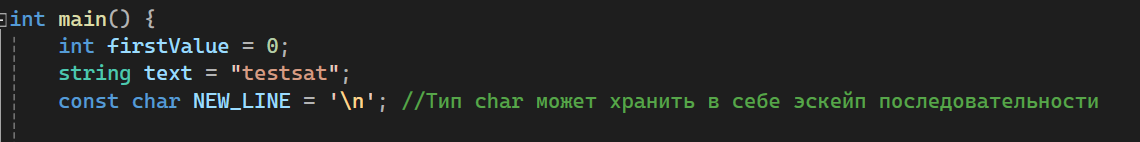 int main() {
int firstValue = 0;
string text = "testsat";
const char NEW_LINE = '\n'; //Тип char может хранить в себе эскейп последовательности